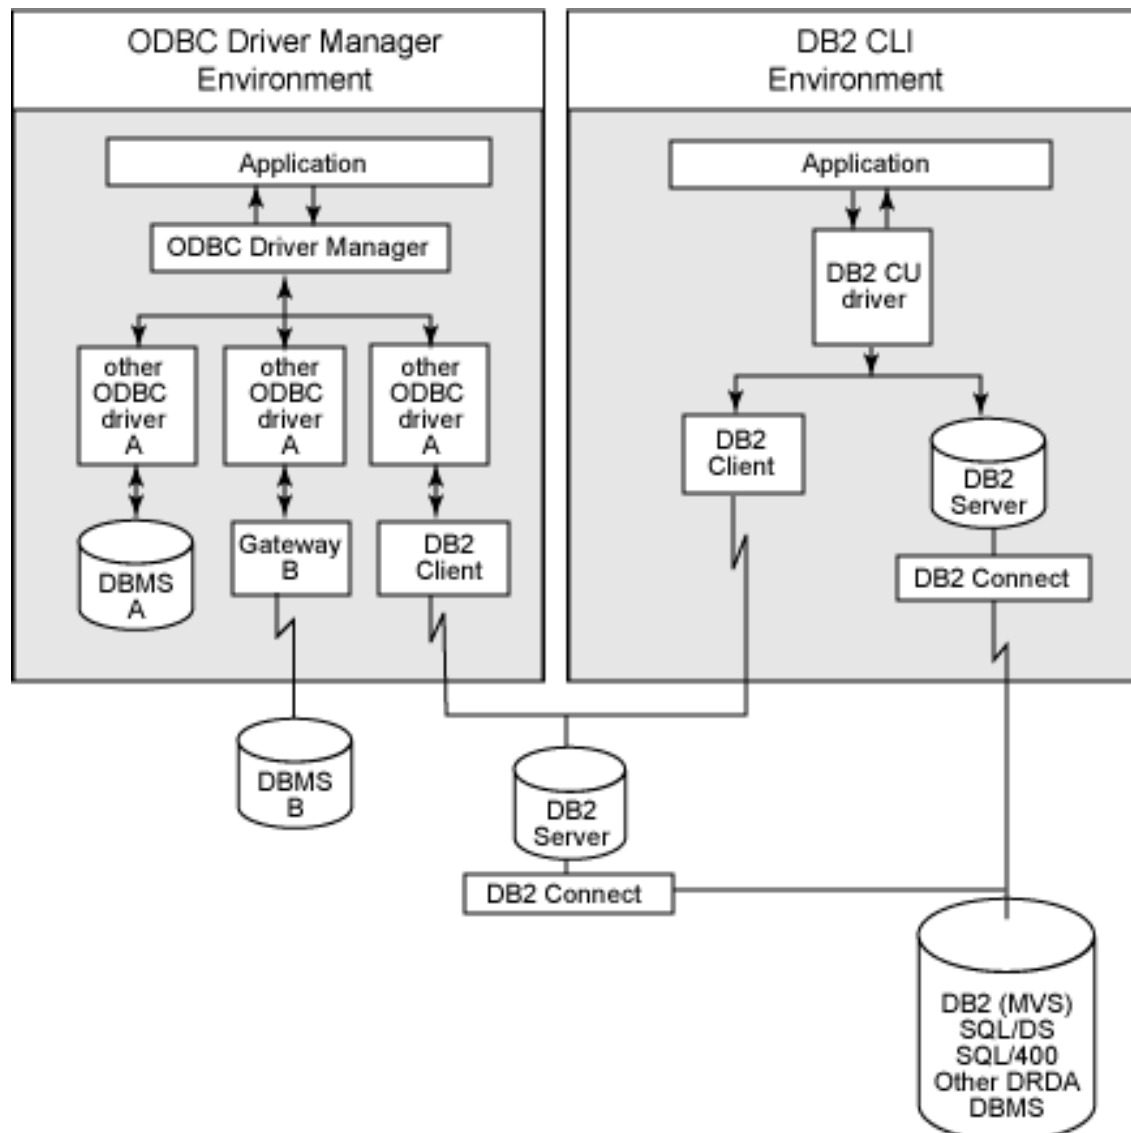 ODBC Driver Manager
Environment
Application
ODBC Driver Manager
other
ODBC
driver
A
other
ODBC
driver
A
other
ODBC
driver
A
DBMS
A
Gateway
B
DB2
Client
DBMS
B
DB2 CLI
Environment
Application
DB2 CU
driver
DB2
Client
DB2
Server
DB2 Connect
DB2
Server
DB2 Connect
DB2 (MVS)
SQL/DS
SQL/400
Other DRDA
DBMS